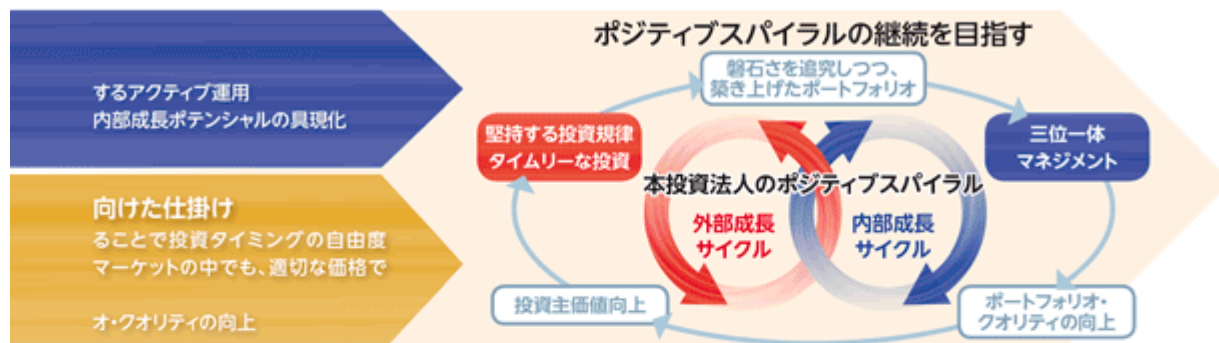 するアクティブ運用
内部成長ポテンシャルの具現化
向けた仕掛け
ることで投資タイミングの自由度
マーケットの中でも、適切な価格で
オ・クオリティの向上
ポジティブスパイラルの継続を目指す
磐石さを追究しつつ、
築き上げたポートフォリオ
堅持する投資規律
タイムリーな投資
三位一体
マネジメント
本投資法人のポジティブスパイラル
外部成長
サイクル
内部成長
サイクル
投資主価値向上
ポートフォリオ・
クオリティの向上